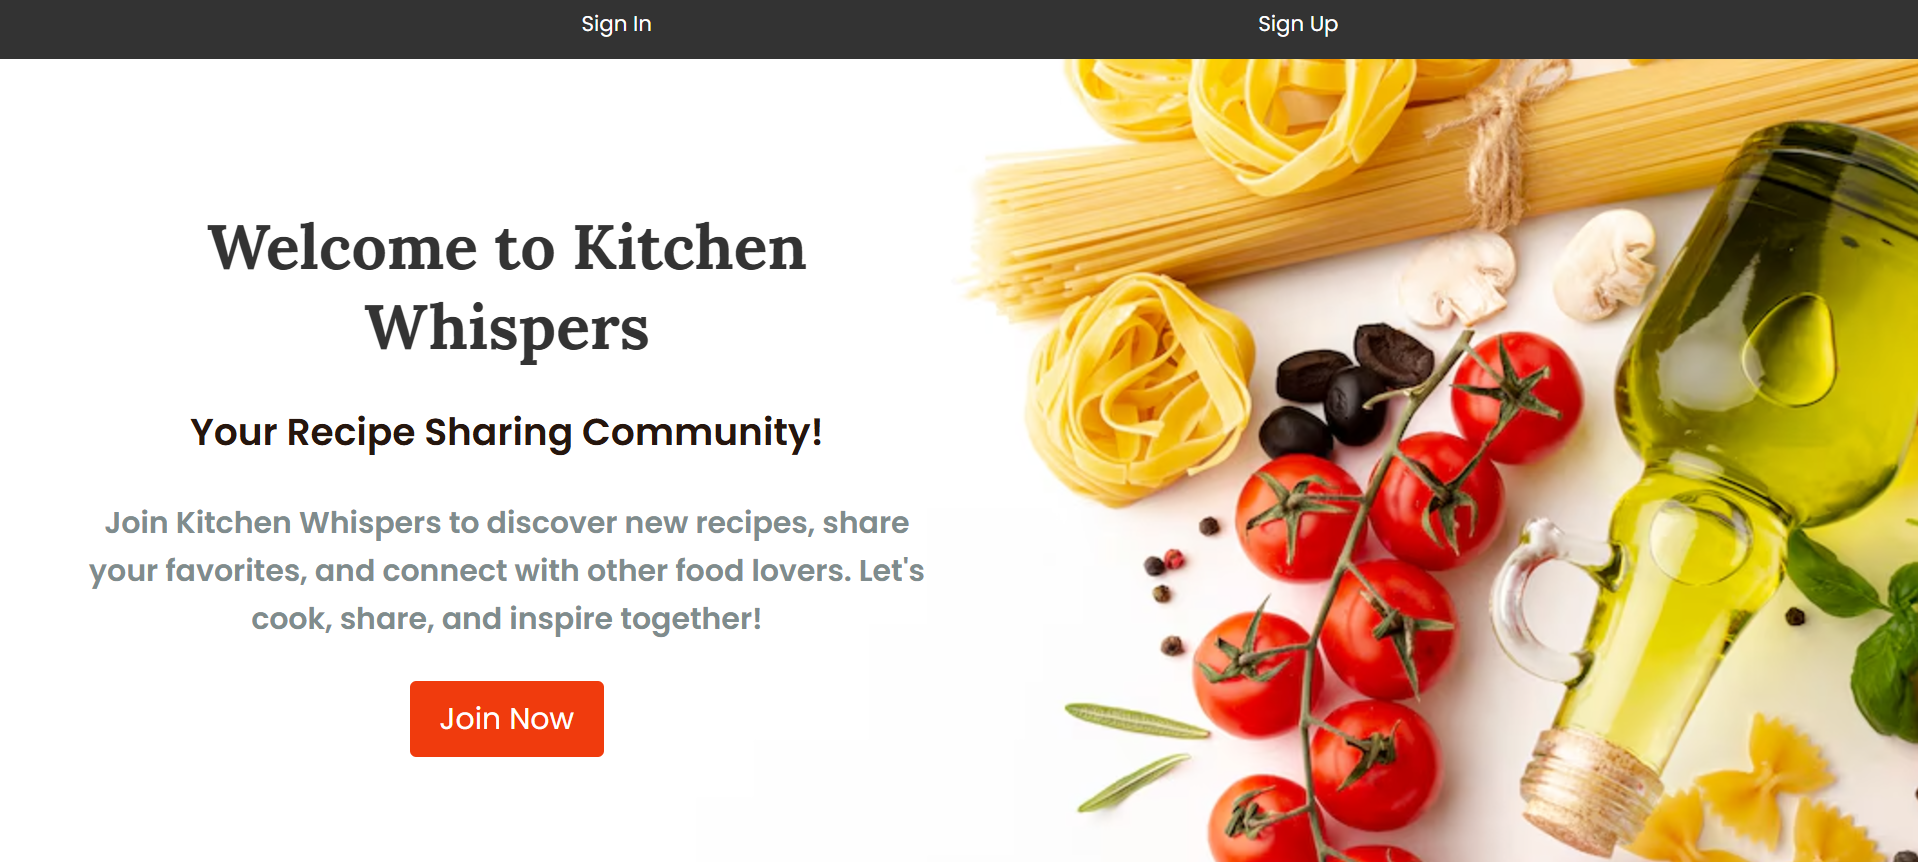 Sign In
Sign Up
Welcome to Kitchen
Whispers
Your Recipe Sharing Community!
Join Kitchen Whispers to discover new recipes, share
your favorites, and connect with other food lovers. Let's
cook, share, and inspire together!
Join Now